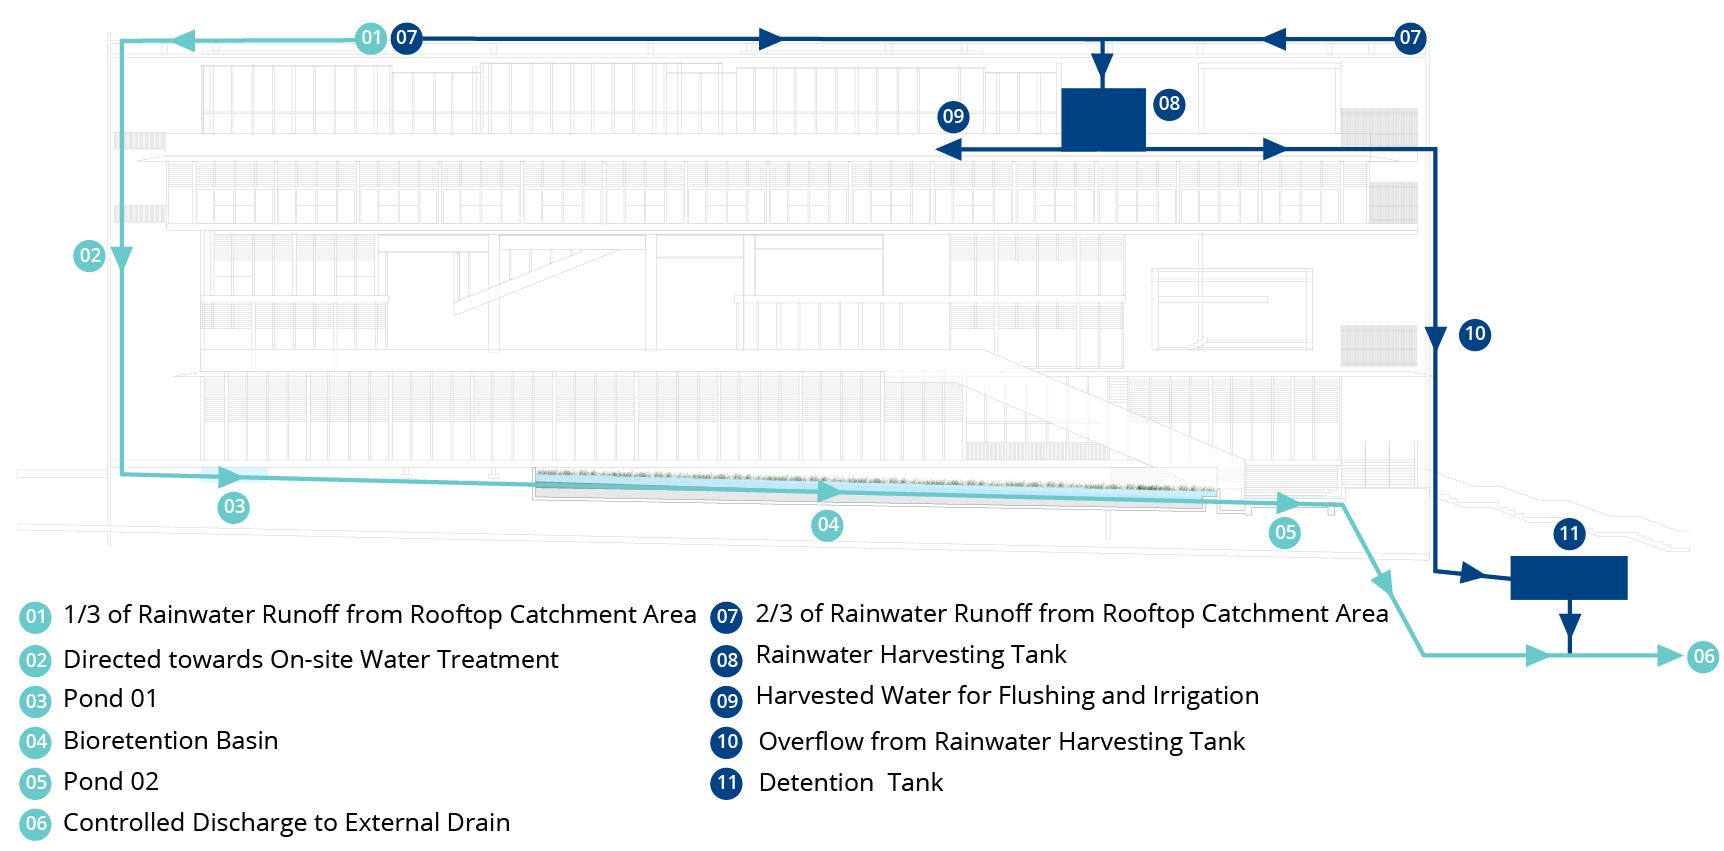 01
07
07
08
09
02
10
03
04
05
11
06
01 1/3 of Rainwater Runoff from Rooftop Catchment Area
02 Directed towards On-site Water Treatment
03 Pond 01
04 Bioretention Basin
05 Pond 02
06 Controlled Discharge to External Drain
07 2/3 of Rainwater Runoff from Rooftop Catchment Area
08 Rainwater Harvesting Tank
09 Harvested Water for Flushing and Irrigation
10 Overflow from Rainwater Harvesting Tank
11 Detention Tank